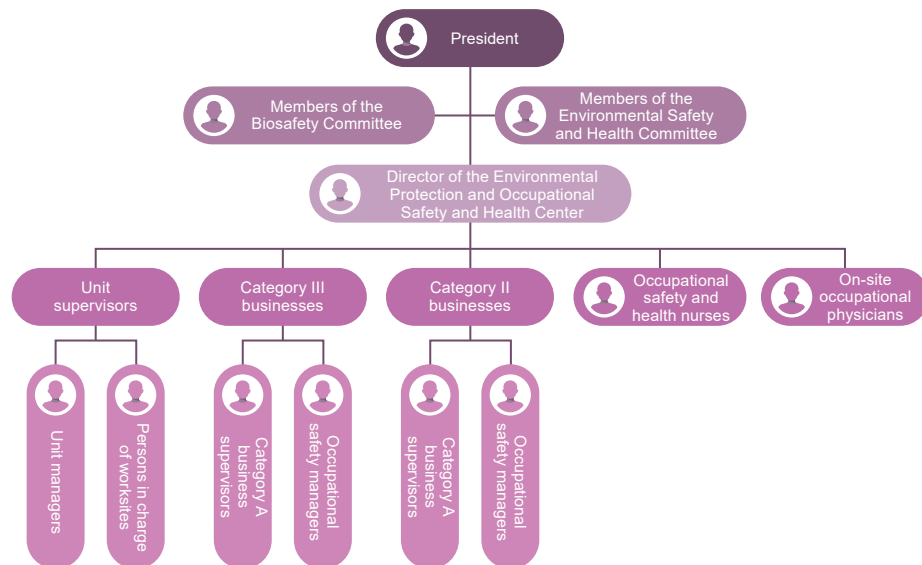 President
Members of the
Biosafety Committee
Members of the
Environmental Safety
and Health Committee
Director of the Environmental
Protection and Occupational
Safety and Health Center
Unit
supervisors
Category III
businesses
Category II
businesses
Occupational
safety and
health nurses
On-site
occupational
physicians
Unit managers
Persons in charge
of worksites
Category A
business
supervisors
Occupational
safety managers
Category A
business
supervisors
Occupational
safety managers